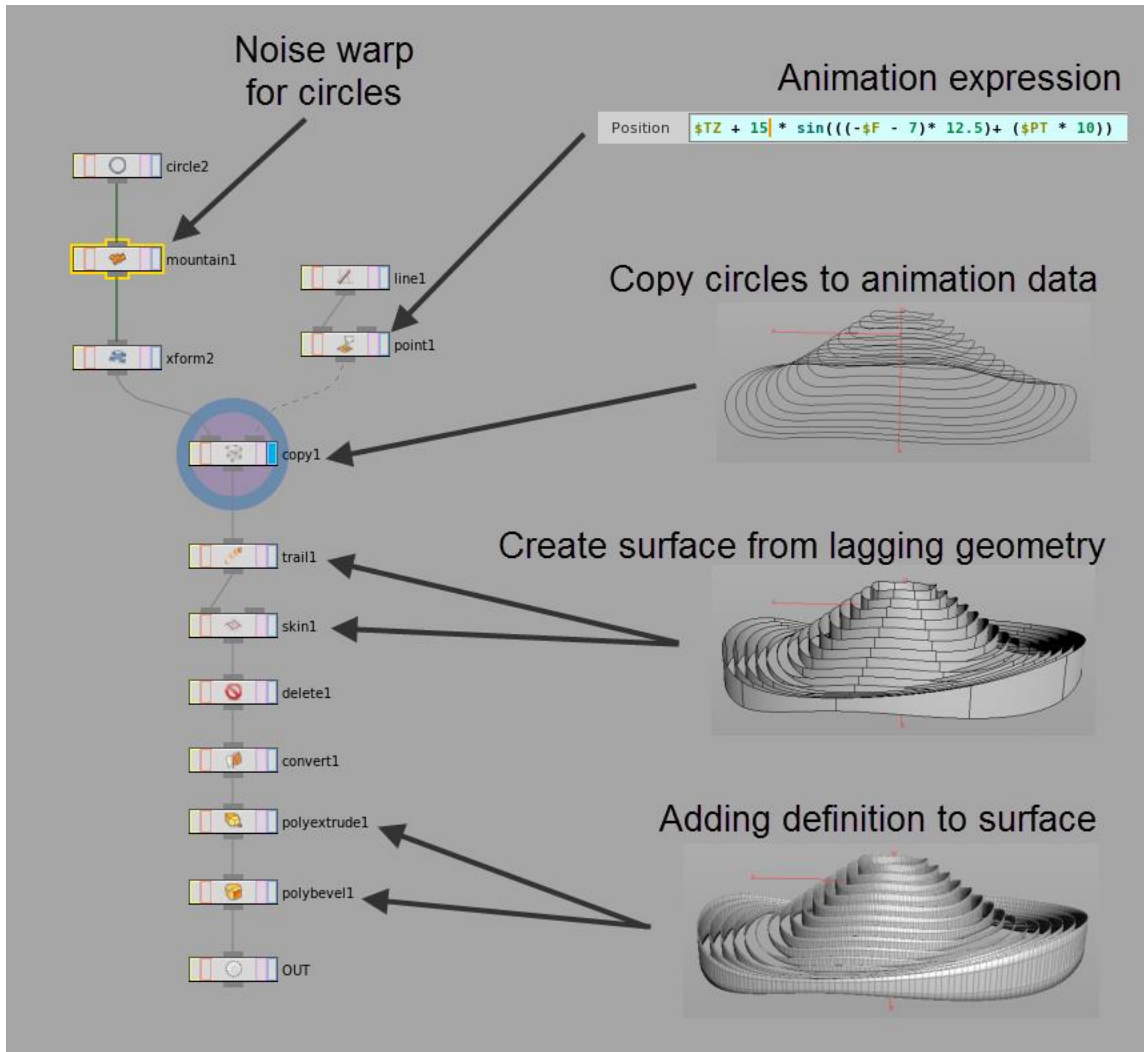 Noise warp
for circles
Animation expression
Position $TZ + 15 * sin(((-$F - 7)* 12.5)+ ($PT * 10))
circle2
mountain1
line1
Copy circles to animation data
point1
xform2
copy1
Create surface from lagging geometry
trail1
skin1
delete1
convert1
Adding definition to surface
polyextrude1
polybevel1
OUT